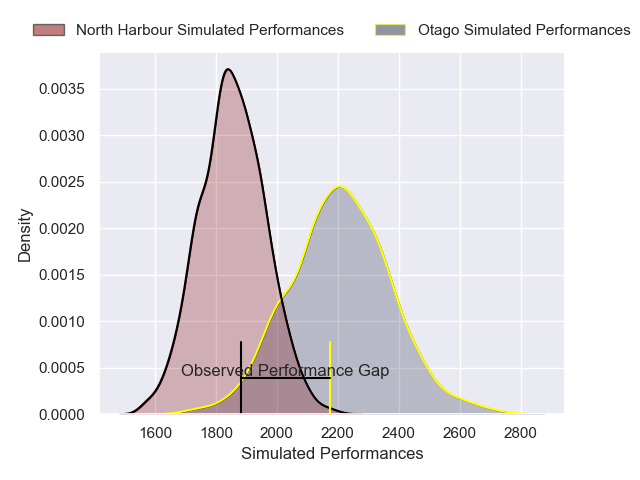 North Harbour Simulated Performances Otago Simulated Performances
0.0035
0.0030
0.0025
0.0020
0.0015
0.0010
0.0005
0.0000
Density
Observed Performance Gap
1600 1800 2000 2200 2400 2600 2800
Simulated Performances